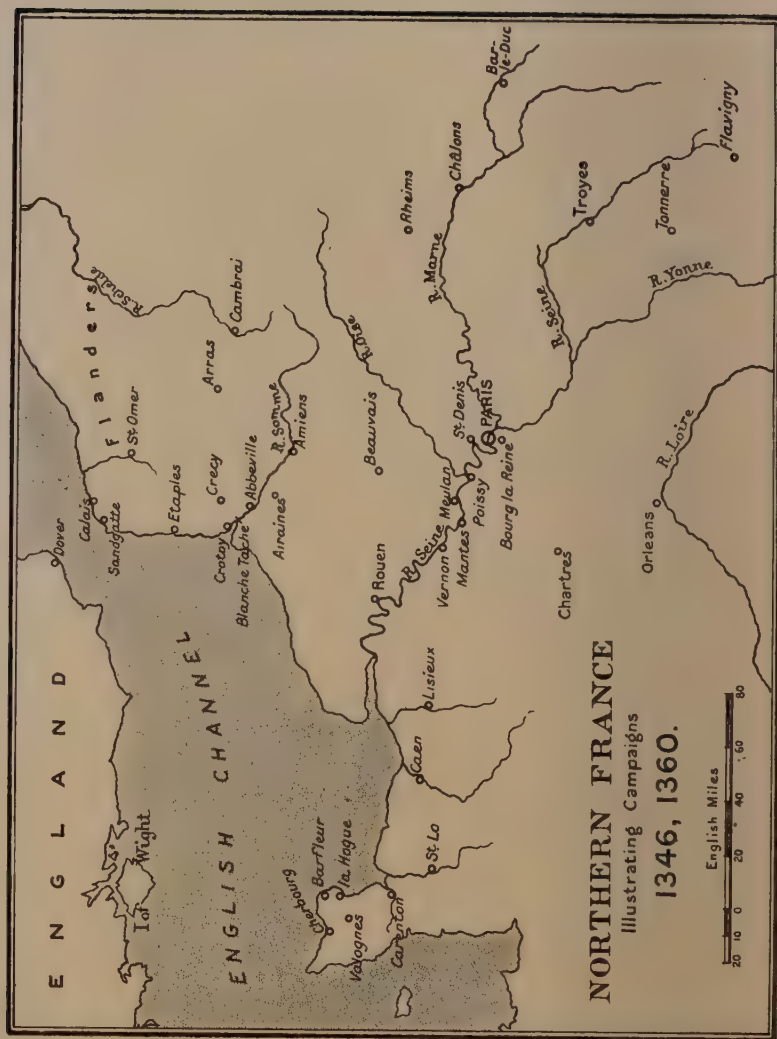 ENGLAND
Dover
I of Wight
ENGLISH CHANNEL
Flanders
R. Schelde
Calais
Sandgatte
St Omer
Etaples
Crecy
Arras
Cambrai
Crotoy
Blanche Tache
Abbeville
Airaines
R. Somme
Amiens
Cherbourg
Barfleur
la Hogue
Valognes
Carenton
St Lo
Caen
Lisieux
Rouen
R. Seine
Vernon
Mantes
Meulan
Poissy
Beauvais
R. Oise
St Denis
PARIS
Bourg la Reine
R. Marne
Rheims
Châlons
Bar-
le-Duc
R. Seine
Troyes
Tonnerre
Flavigny
R. Yonne
Chartres
Orleans
R. Loire
NORTHERN FRANCE
Illustrating Campaigns
1346, 1360.
English Miles
20 10 0 20 40 60 80